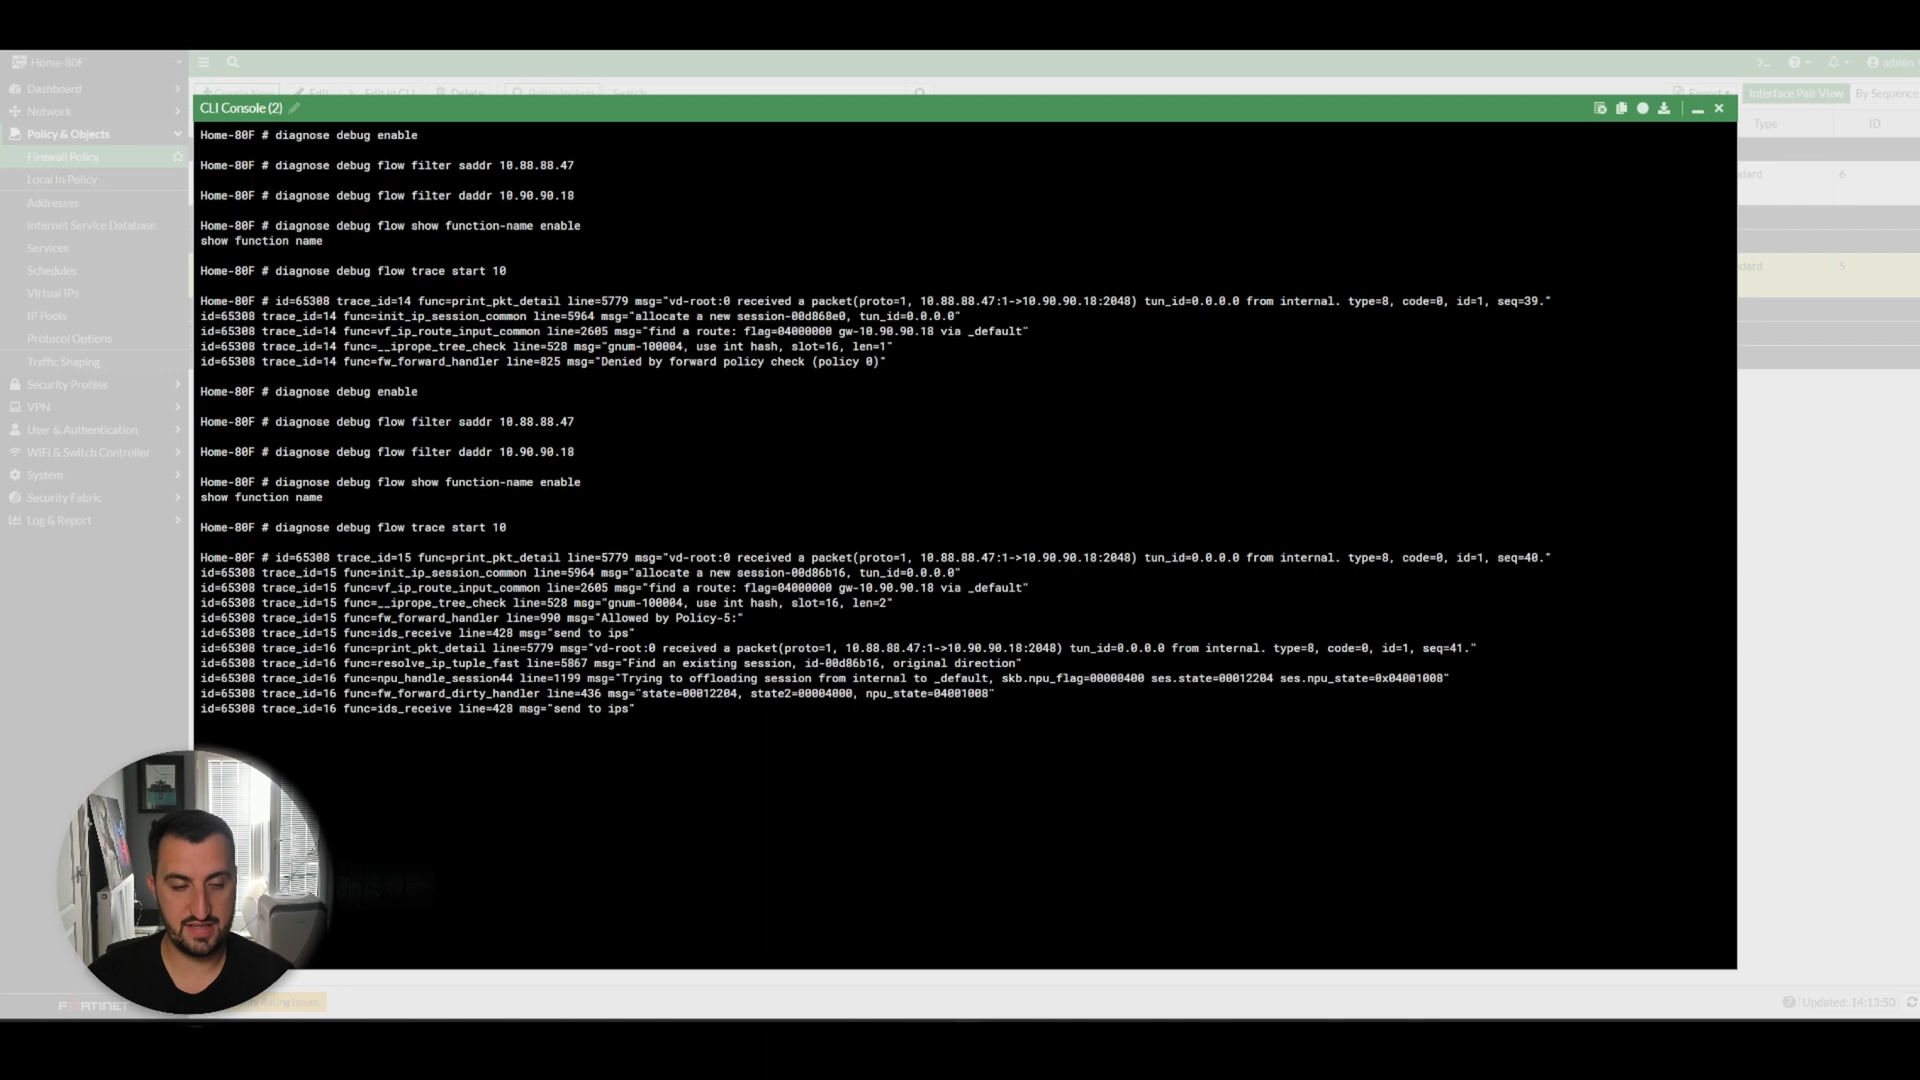 Home-80F
admin
Dashboard
Network
Policy & Objects
Firewall Policy
Local In Policy
Addresses
Internet Service Database
Services
Schedules
Virtual IPs
IP Pools
Protocol Options
Traffic Shaping
Security Profiles
VPN
User & Authentication
WiFi & Switch Controller
System
Security Fabric
Log & Report
Create New Edit Edit in CLI Delete Policy lookup Search Export Interface Pair View By Sequence
Type ID
dard 6
dard 5
CLI Console (2)
Home-80F # diagnose debug enable
Home-80F # diagnose debug flow filter saddr 10.88.88.47
Home-80F # diagnose debug flow filter daddr 10.90.90.18
Home-80F # diagnose debug flow show function-name enable
show function name
Home-80F # diagnose debug flow trace start 10
Home-80F # id=65308 trace_id=14 func=print_pkt_detail line=5779 msg="vd-root:0 received a packet(proto=1, 10.88.88.47:1->10.90.90.18:2048) tun_id=0.0.0.0 from internal. type=8, code=0, id=1, seq=39."
id=65308 trace_id=14 func=init_ip_session_common line=5964 msg="allocate a new session-00d868e0, tun_id=0.0.0.0"
id=65308 trace_id=14 func=vf_ip_route_input_common line=2605 msg="find a route: flag=04000000 gw-10.90.90.18 via _default"
id=65308 trace_id=14 func=__iprope_tree_check line=528 msg="gnum-100004, use int hash, slot=16, len=1"
id=65308 trace_id=14 func=fw_forward_handler line=825 msg="Denied by forward policy check (policy 0)"
Home-80F # diagnose debug enable
Home-80F # diagnose debug flow filter saddr 10.88.88.47
Home-80F # diagnose debug flow filter daddr 10.90.90.18
Home-80F # diagnose debug flow show function-name enable
show function name
Home-80F # diagnose debug flow trace start 10
Home-80F # id=65308 trace_id=15 func=print_pkt_detail line=5779 msg="vd-root:0 received a packet(proto=1, 10.88.88.47:1->10.90.90.18:2048) tun_id=0.0.0.0 from internal. type=8, code=0, id=1, seq=40."
id=65308 trace_id=15 func=init_ip_session_common line=5964 msg="allocate a new session-00d86b16, tun_id=0.0.0.0"
id=65308 trace_id=15 func=vf_ip_route_input_common line=2605 msg="find a route: flag=04000000 gw-10.90.90.18 via _default"
id=65308 trace_id=15 func=__iprope_tree_check line=528 msg="gnum-100004, use int hash, slot=16, len=2"
id=65308 trace_id=15 func=fw_forward_handler line=990 msg="Allowed by Policy-5:"
id=65308 trace_id=15 func=ids_receive line=428 msg="send to ips"
id=65308 trace_id=16 func=print_pkt_detail line=5779 msg="vd-root:0 received a packet(proto=1, 10.88.88.47:1->10.90.90.18:2048) tun_id=0.0.0.0 from internal. type=8, code=0, id=1, seq=41."
id=65308 trace_id=16 func=resolve_ip_tuple_fast line=5867 msg="Find an existing session, id-00d86b16, original direction"
id=65308 trace_id=16 func=npu_handle_session44 line=1199 msg="Trying to offloading session from internal to _default, skb.npu_flag=00000400 ses.state=00012204 ses.npu_state=0x04001008"
id=65308 trace_id=16 func=fw_forward_dirty_handler line=436 msg="state=00012204, state2=00004000, npu_state=04001008"
id=65308 trace_id=16 func=ids_receive line=428 msg="send to ips"
FORTINET
Rating Issues
Updated: 14:13:50